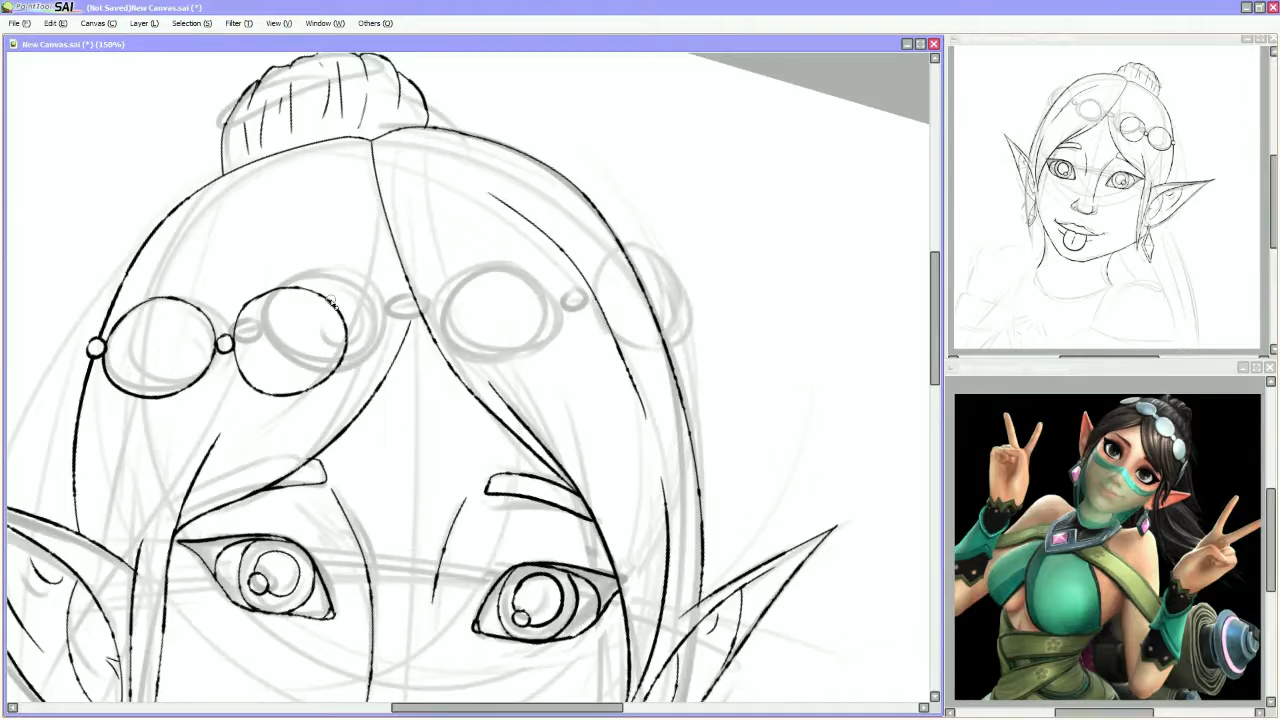 PaintTool SAI (Not Saved)New Canvas.sai (*)
File (F) Edit (E) Canvas (C) Layer (L) Selection (S) Filter (T) View (V) Window (W) Others (O)
New Canvas.sai (*) (150%)